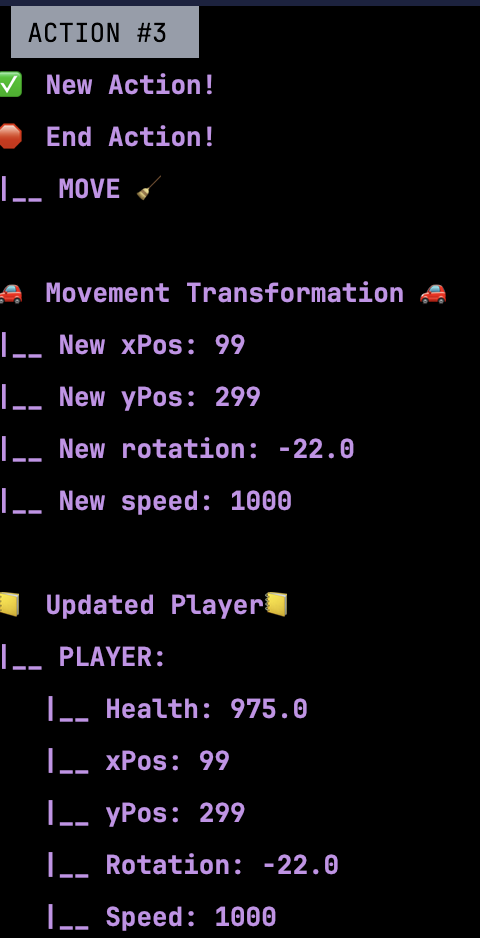 ACTION #3
✅ New Action!
🛑 End Action!
|__ MOVE 🧹
🚗 Movement Transformation 🚗
|__ New xPos: 99
|__ New yPos: 299
|__ New rotation: -22.0
|__ New speed: 1000
📒 Updated Player📒
|__ PLAYER:
|__ Health: 975.0
|__ xPos: 99
|__ yPos: 299
|__ Rotation: -22.0
|__ Speed: 1000